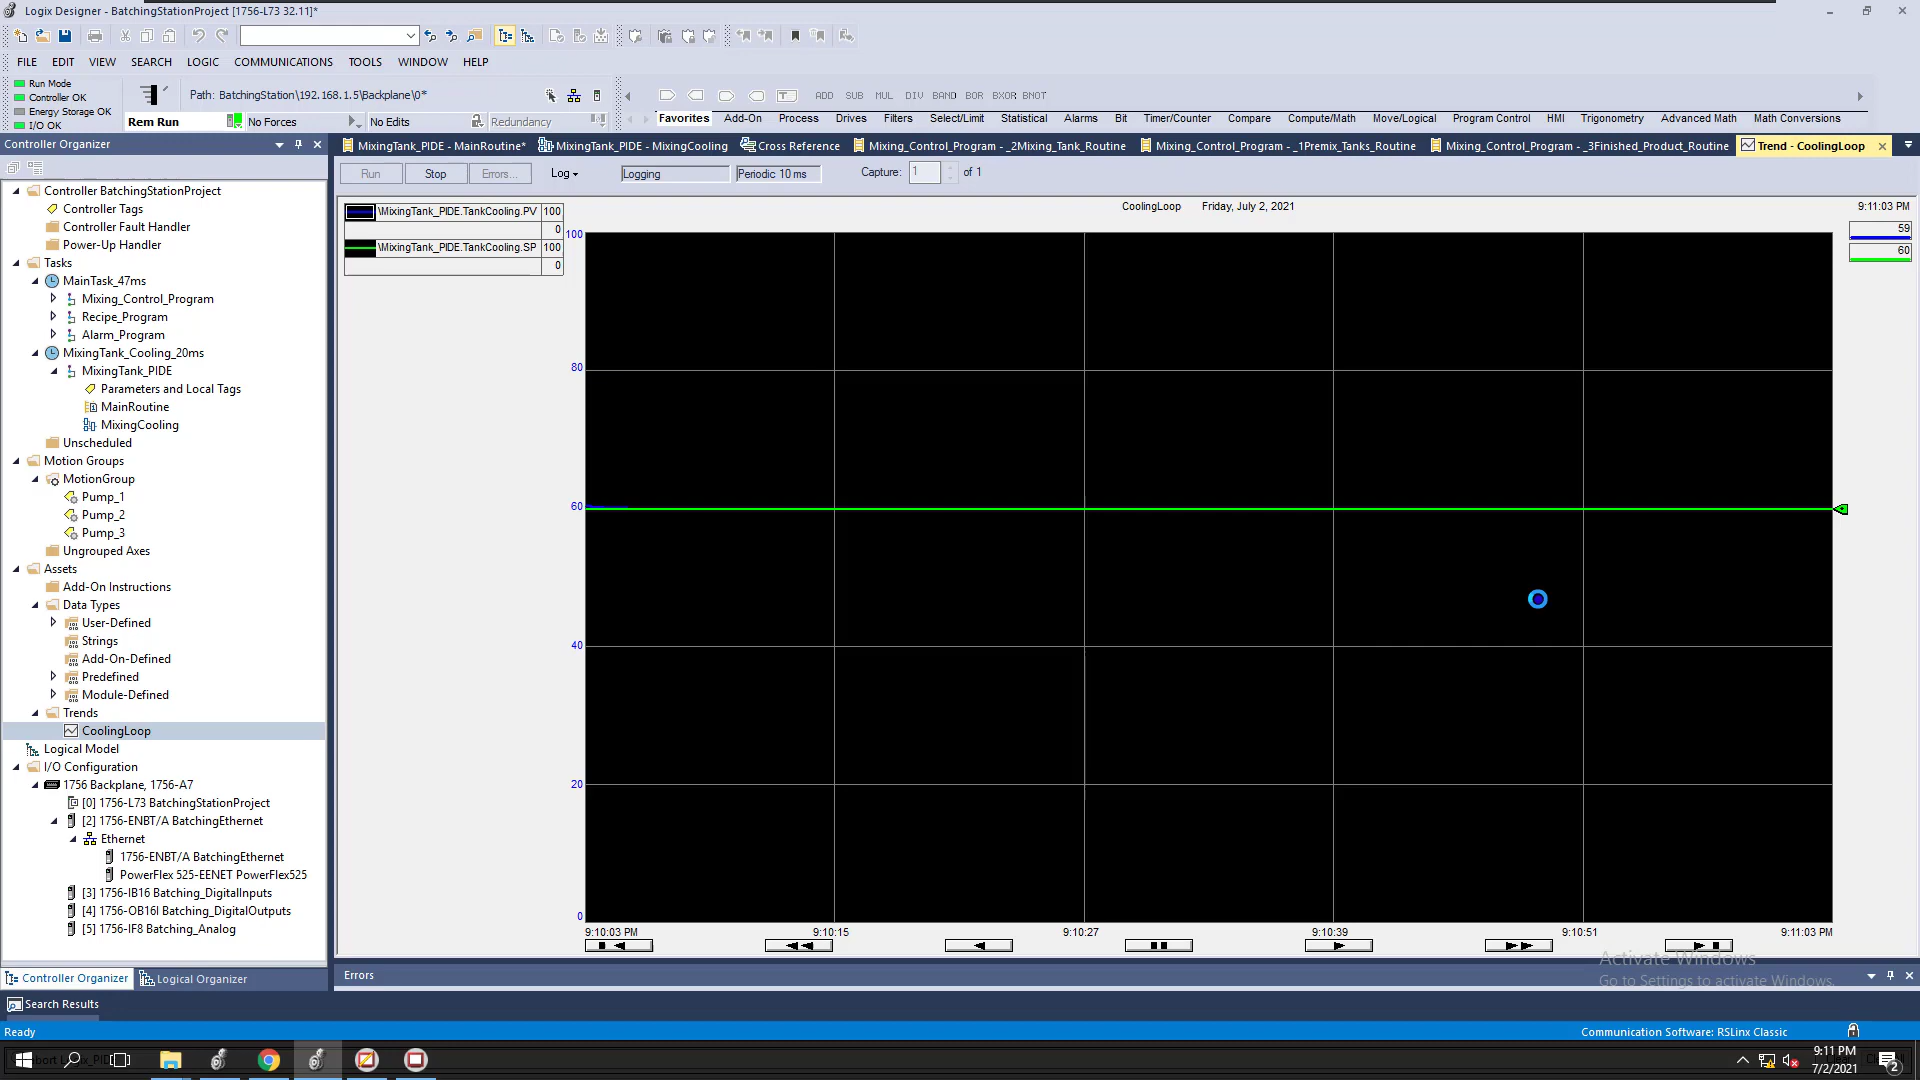 Logix Designer - BatchingStationProject [1756-L73 32.11]*
FILE EDIT VIEW SEARCH LOGIC COMMUNICATIONS TOOLS WINDOW HELP
Run Mode
Controller OK
Energy Storage OK
I/O OK
Path: BatchingStation\192.168.1.5\Backplane\0*
Rem Run No Forces No Edits Redundancy
ADD SUB MUL DIV BAND BOR BXOR BNOT
Favorites Add-On Process Drives Filters Select/Limit Statistical Alarms Bit Timer/Counter Compare Compute/Math Move/Logical Program Control HMI Trigonometry Advanced Math Math Conversions
Controller Organizer
MixingTank_PIDE - MainRoutine* MixingTank_PIDE - MixingCooling Cross Reference Mixing_Control_Program - _2Mixing_Tank_Routine Mixing_Control_Program - _1Premix_Tanks_Routine Mixing_Control_Program - _3Finished_Product_Routine Trend - CoolingLoop
Run Stop Errors... Log Logging Periodic 10 ms Capture: 1 of 1
Controller BatchingStationProject
Controller Tags
Controller Fault Handler
Power-Up Handler
Tasks
MainTask_47ms
Mixing_Control_Program
Recipe_Program
Alarm_Program
MixingTank_Cooling_20ms
MixingTank_PIDE
Parameters and Local Tags
MainRoutine
MixingCooling
Unscheduled
Motion Groups
MotionGroup
Pump_1
Pump_2
Pump_3
Ungrouped Axes
Assets
Add-On Instructions
Data Types
User-Defined
Strings
Add-On-Defined
Predefined
Module-Defined
Trends
CoolingLoop
Logical Model
I/O Configuration
1756 Backplane, 1756-A7
[0] 1756-L73 BatchingStationProject
[2] 1756-ENBT/A BatchingEthernet
Ethernet
1756-ENBT/A BatchingEthernet
PowerFlex 525-EENET PowerFlex525
[3] 1756-IB16 Batching_DigitalInputs
[4] 1756-OB16I Batching_DigitalOutputs
[5] 1756-IF8 Batching_Analog
Controller Organizer Logical Organizer
CoolingLoop Friday, July 2, 2021
9:11:03 PM
\MixingTank_PIDE.TankCooling.PV 100
0
\MixingTank_PIDE.TankCooling.SP 100
0
59
60
100
80
60
40
20
0
9:10:03 PM 9:10:15 9:10:27 9:10:39 9:10:51 9:11:03 PM
Activate Windows
Go to Settings to activate Windows.
Errors
Search Results
Ready
Communication Software: RSLinx Classic
9:11 PM
7/2/2021
2